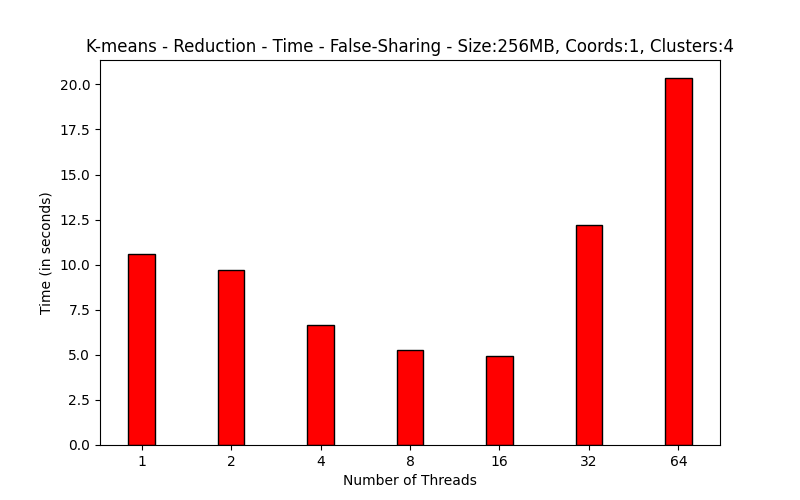 K-means - Reduction - Time - False-Sharing - Size:256MB, Coords:1, Clusters:4
20.0
17.5
15.0
12.5
10.0
7.5
5.0
2.5
0.0
Time (in seconds)
1 2 4 8 16 32 64
Number of Threads